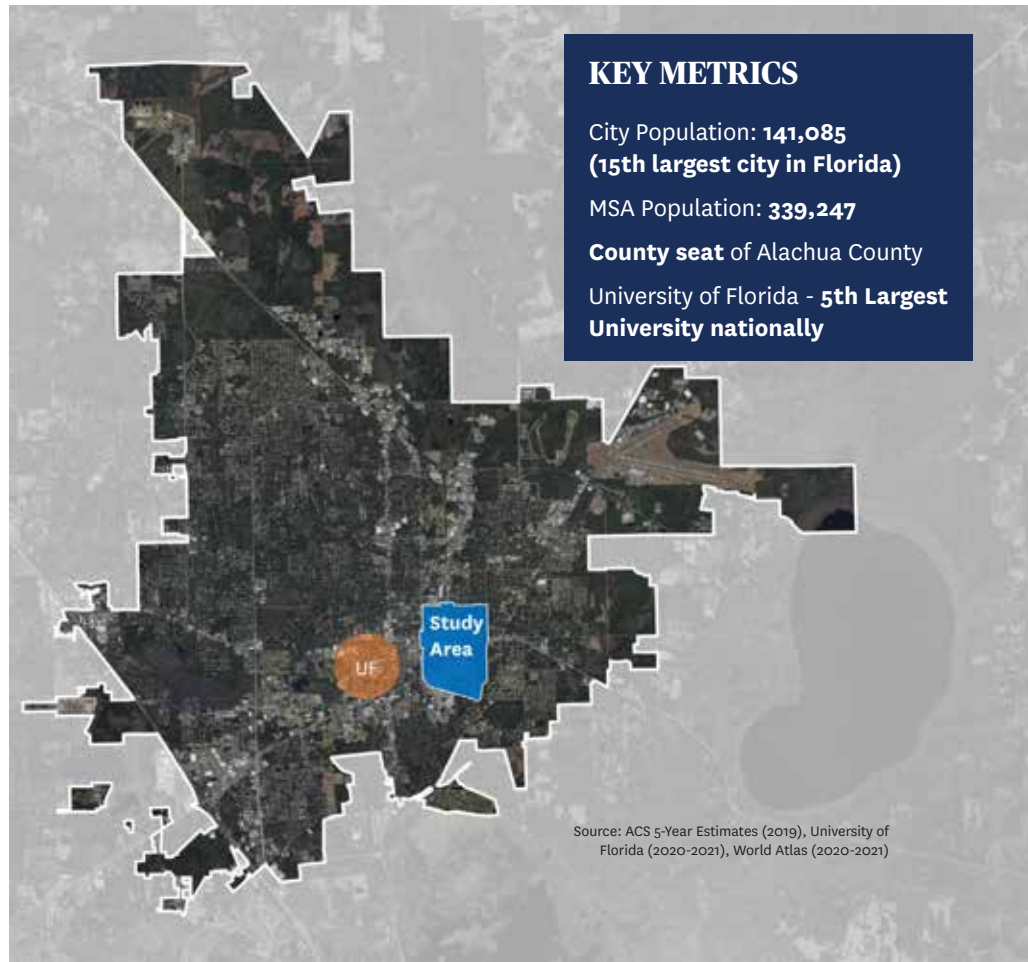 KEY METRICS
City Population: 141,085
(15th largest city in Florida)
MSA Population: 339,247
County seat of Alachua County
University of Florida - 5th Largest
University nationally
Study
Area
UF
Source: ACS 5-Year Estimates (2019), University of
Florida (2020-2021), World Atlas (2020-2021)